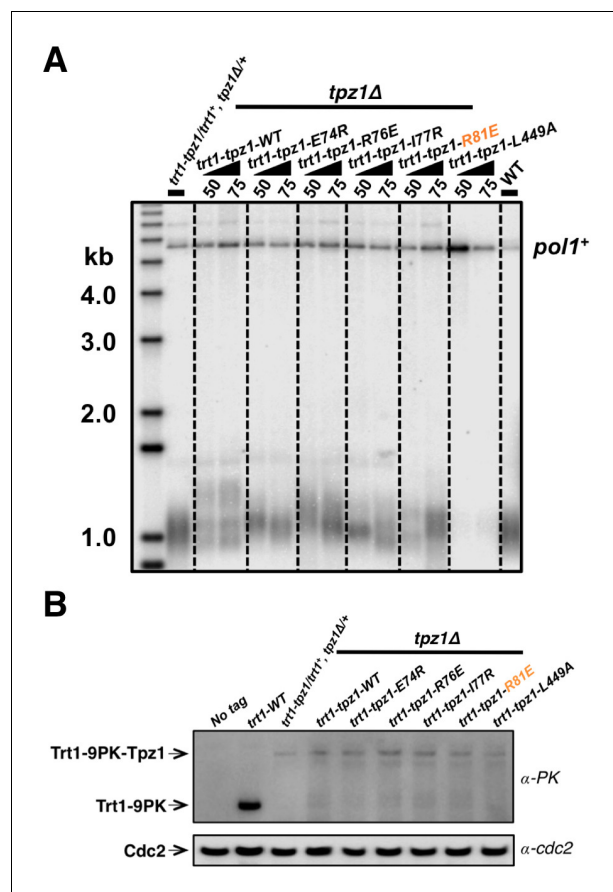 A
tpz1Δ
trt1-tpz1/trt1+, tpz1Δ/+
trt1-tpz1-WT
trt1-tpz1-E74R
trt1-tpz1-R76E
trt1-tpz1-I77R
trt1-tpz1-R81E
trt1-tpz1-L449A
WT
50 75 50 75 50 75 50 75 50 75 50 75
pol1+
kb
4.0
3.0
2.0
1.0
B
tpz1Δ
No tag
trt1-WT
trt1-tpz1/trt1+, tpz1Δ/+
trt1-tpz1-WT
trt1-tpz1-E74R
trt1-tpz1-R76E
trt1-tpz1-I77R
trt1-tpz1-R81E
trt1-tpz1-L449A
Trt1-9PK-Tpz1
α-PK
Trt1-9PK
Cdc2
α-cdc2